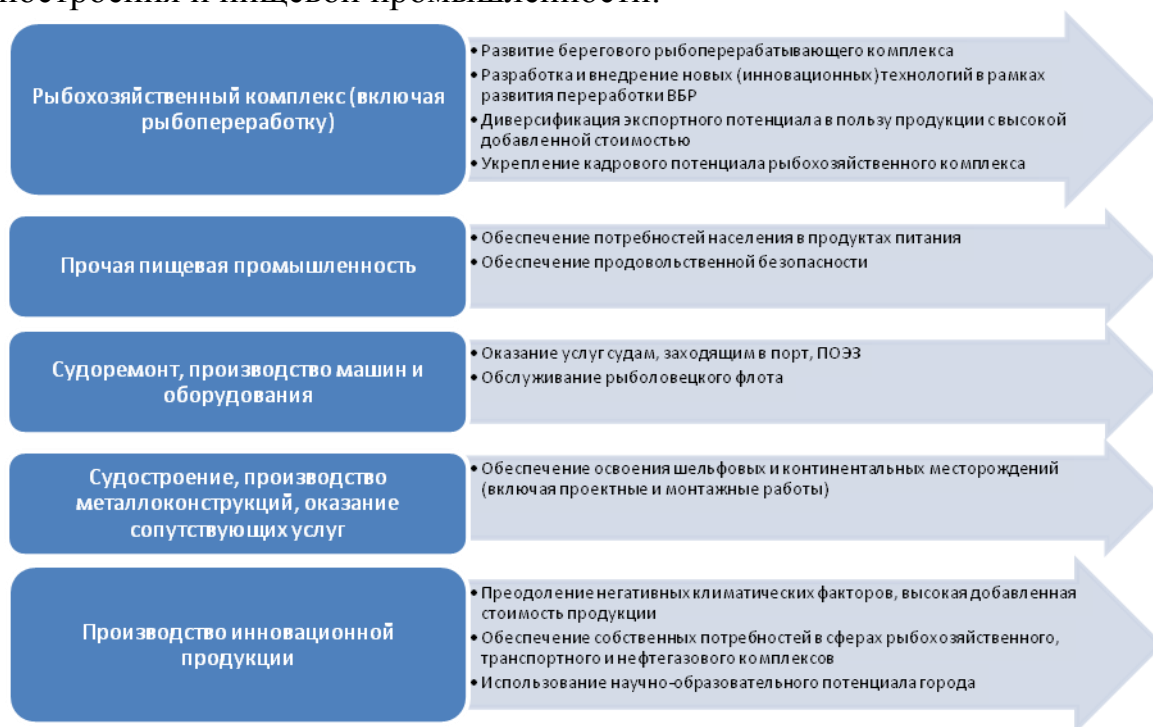 ностроения и пищевой промышленности.
Рыбохозяйственный комплекс (включая
рыбопереработку)
• Развитие берегового рыбоперерабатывающего комплекса
• Разработка и внедрение новых (инновационных)технологий в рамках
развития переработки ВБР
• Диверсификация экспортного потенциала в пользу продукции с высокой
добавленной стоимостью
• Укрепление кадрового потенциала рыбохозяйственного комплекса
Прочая пищевая промышленность
• Обеспечение потребностей населения в продуктах питания
• Обеспечение продовольственной безопасности
Судоремонт, производство машин и
оборудования
• Оказание услуг судам, заходящим в порт, ПОЭЗ
• Обслуживание рыболовецкого флота
Судостроение, производство
металлоконструкций, оказание
сопутствующих услуг
• Обеспечение освоения шельфовых и континентальных месторождений
(включая проектные и монтажные работы)
Производство инновационной
продукции
• Преодоление негативных климатических факторов, высокая добавленная
стоимость продукции
• Обеспечение собственных потребностей в сферах рыбохозяйственного,
транспортного и нефтегазового комплексов
• Использование научно-образовательного потенциала города